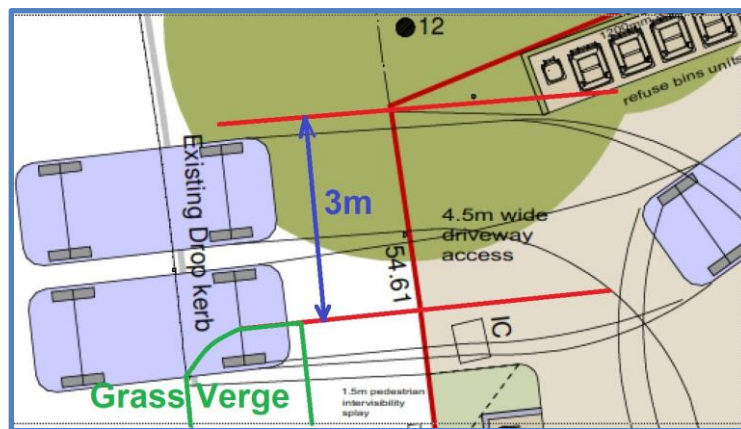 12
1200mm
refuse bins units
Existing Drop kerb
3m
4.5m wide
driveway
access
54.61
IC
Grass Verge
1.5m pedestrian
intervisibility
splay